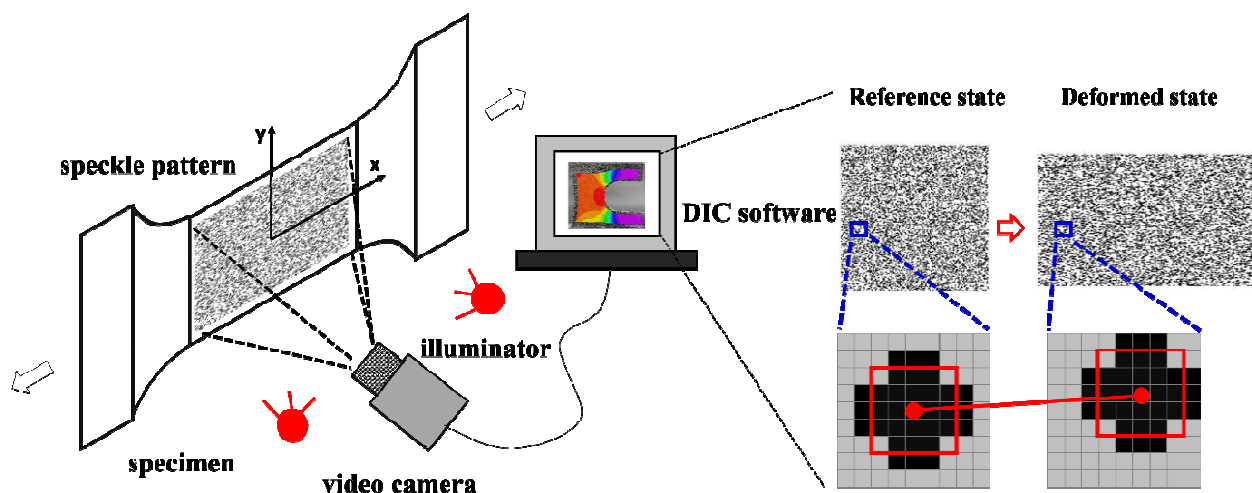 Reference state
Deformed state
Y
speckle pattern
x
DIC software
illuminator
specimen
video camera